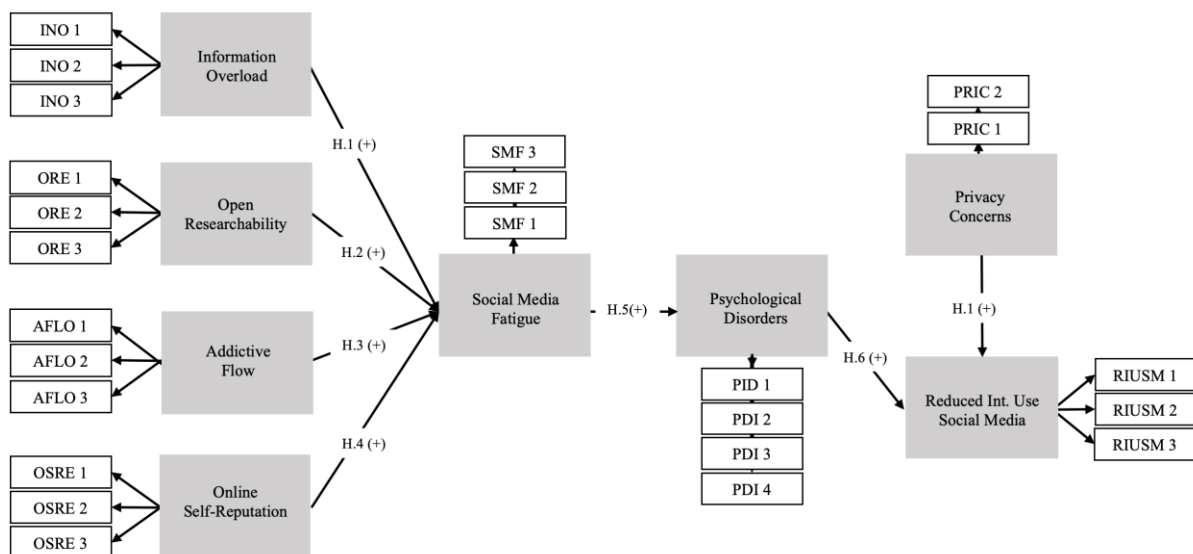 INO 1
INO 2
INO 3
Information
Overload
H.1 (+)
ORE 1
ORE 2
ORE 3
Open
Researchability
H.2 (+)
AFLO 1
AFLO 2
AFLO 3
Addictive
Flow
H.3 (+)
OSRE 1
OSRE 2
OSRE 3
Online
Self-Reputation
H.4 (+)
SMF 3
SMF 2
SMF 1
Social Media
Fatigue
H.5(+)
Psychological
Disorders
PID 1
PDI 2
PDI 3
PDI 4
H.6 (+)
PRIC 2
PRIC 1
Privacy
Concerns
H.1 (+)
Reduced Int. Use
Social Media
RIUSM 1
RIUSM 2
RIUSM 3